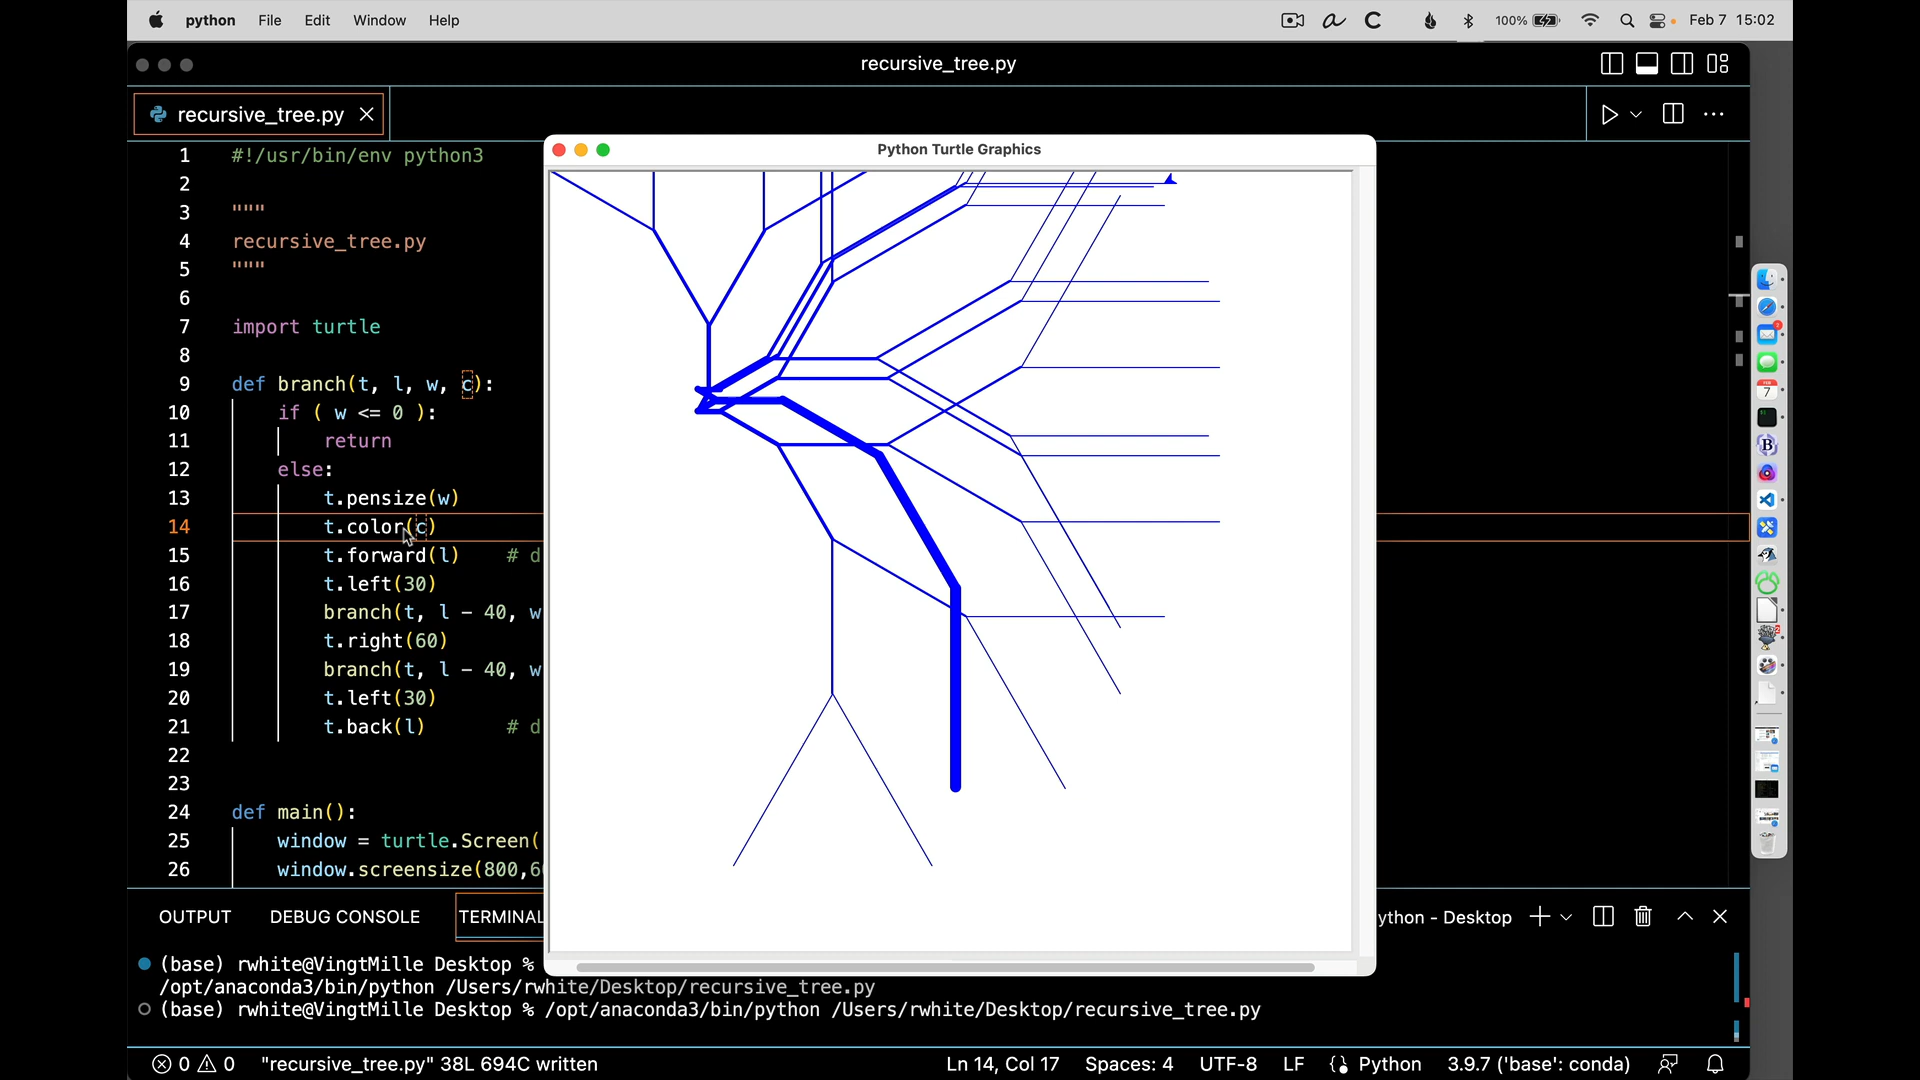 python File Edit Window Help 100% Feb 7 15:02
recursive_tree.py
recursive_tree.py
Python Turtle Graphics
1 #!/usr/bin/env python3
2
3 """
4 recursive_tree.py
5 """
6
7 import turtle
8
9 def branch(t, l, w, c):
10 if ( w <= 0 ):
11 return
12 else:
13 t.pensize(w)
14 t.color(c)
15 t.forward(l) # d
16 t.left(30)
17 branch(t, l - 40, w
18 t.right(60)
19 branch(t, l - 40, w
20 t.left(30)
21 t.back(l) # d
22
23
24 def main():
25 window = turtle.Screen(
26 window.screensize(800,6
OUTPUT DEBUG CONSOLE TERMINAL ython - Desktop
(base) rwhite@VingtMille Desktop %
/opt/anaconda3/bin/python /Users/rwhite/Desktop/recursive_tree.py
(base) rwhite@VingtMille Desktop % /opt/anaconda3/bin/python /Users/rwhite/Desktop/recursive_tree.py
0 0 "recursive_tree.py" 38L 694C written Ln 14, Col 17 Spaces: 4 UTF-8 LF Python 3.9.7 ('base': conda)